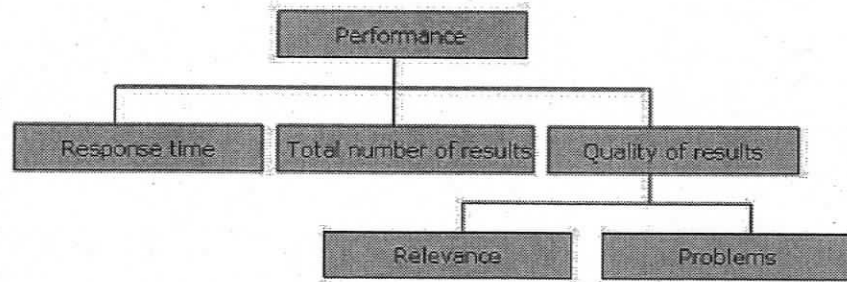 Performance
Response time
Total number of results
Quality of results
Relevance
Problems